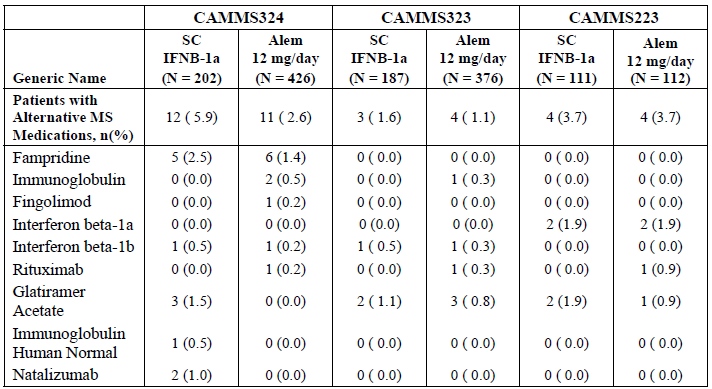 CAMMS324 CAMMS323 CAMMS223
Generic Name SC IFNB-1a (N = 202) Alem 12 mg/day (N = 426) SC IFNB-1a (N = 187) Alem 12 mg/day (N = 376) SC IFNB-1a (N = 111) Alem 12 mg/day (N = 112)
Patients with Alternative MS Medications, n(%) 12 ( 5.9) 11 ( 2.6) 3 ( 1.6) 4 ( 1.1) 4 (3.7) 4 (3.7)
Fampridine 5 (2.5) 6 (1.4) 0 ( 0.0) 0 ( 0.0) 0 ( 0.0) 0 ( 0.0)
Immunoglobulin 0 (0.0) 2 (0.5) 0 ( 0.0) 1 ( 0.3) 0 ( 0.0) 0 ( 0.0)
Fingolimod 0 (0.0) 1 (0.2) 0 ( 0.0) 0 ( 0.0) 0 ( 0.0) 0 ( 0.0)
Interferon beta-1a 0 (0.0) 0 (0.0) 0 (0.0) 0 ( 0.0) 2 (1.9) 2 (1.9)
Interferon beta-1b 1 (0.5) 1 (0.2) 1 ( 0.5) 1 ( 0.3) 0 ( 0.0) 0 ( 0.0)
Rituximab 0 (0.0) 1 (0.2) 0 ( 0.0) 1 ( 0.3) 0 ( 0.0) 1 (0.9)
Glatiramer Acetate 3 (1.5) 0 (0.0) 2 ( 1.1) 3 ( 0.8) 2 (1.9) 1 (0.9)
Immunoglobulin Human Normal 1 (0.5) 0 (0.0) 0 ( 0.0) 0 ( 0.0) 0 ( 0.0) 0 ( 0.0)
Natalizumab 2 (1.0) 0 (0.0) 0 ( 0.0) 0 ( 0.0) 0 ( 0.0) 0 ( 0.0)